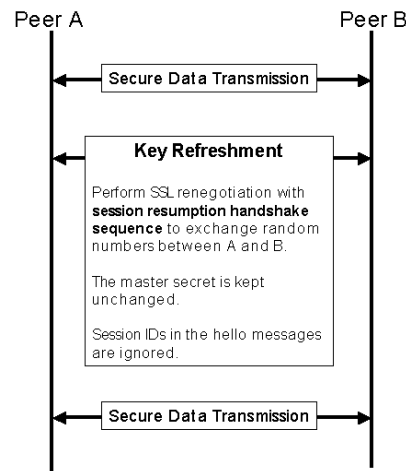 Peer A
Peer B
Secure Data Transmission
Key Refreshment
Perform SSL renegotiation with
session resumption handshake
sequence to exchange random
numbers between A and B.
The master secret is kept
unchanged.
Session IDs in the hello messages
are ignored.
Secure Data Transmission